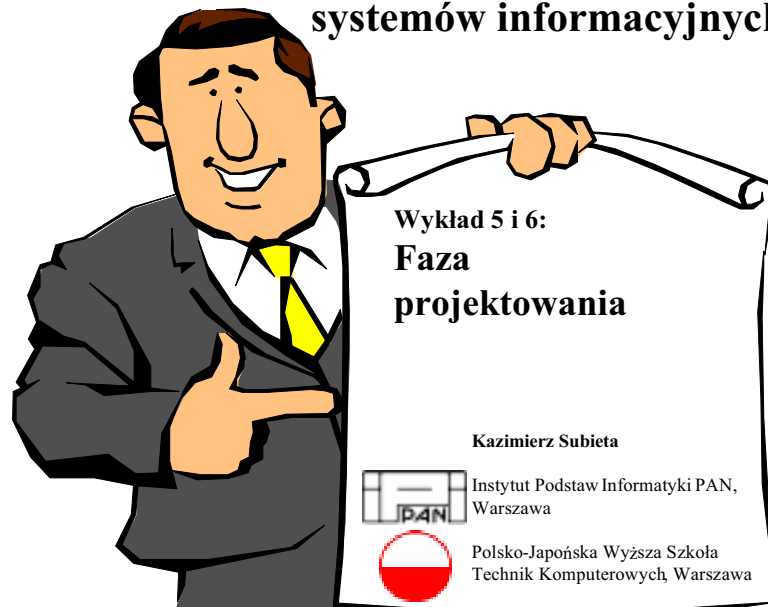 systemów informacyjnych
Wykład 5 i 6:
Faza
projektowania
Kazimierz Subieta
Instytut Podstaw Informatyki PAN,
Warszawa
PAN
Polsko-Japońska Wyższa Szkoła
Technik Komputerowych, Warszawa